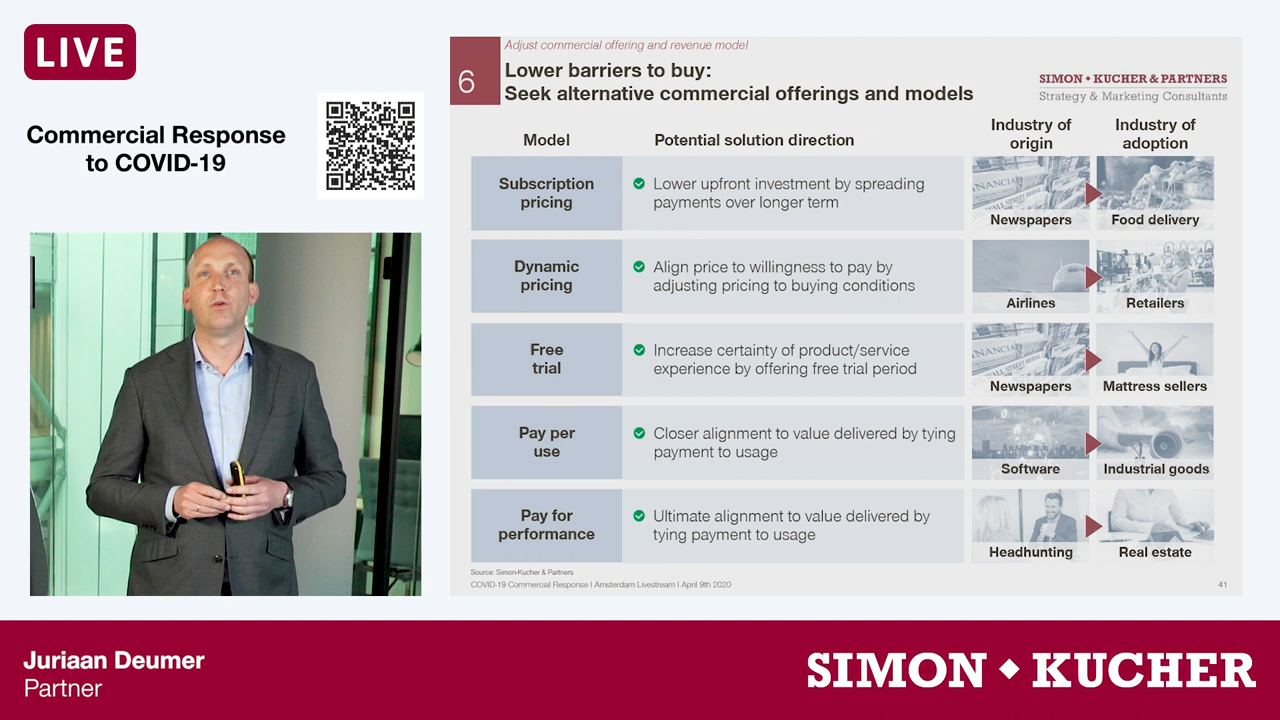 LIVE
Commercial Response
to COVID-19
Adjust commercial offering and revenue model
6
Lower barriers to buy:
Seek alternative commercial offerings and models
SIMON • KUCHER & PARTNERS
Strategy & Marketing Consultants
Model
Potential solution direction
Industry of
origin
Industry of
adoption
Subscription
pricing
Lower upfront investment by spreading
payments over longer term
Newspapers
Food delivery
Dynamic
pricing
Align price to willingness to pay by
adjusting pricing to buying conditions
Airlines
Retailers
Free
trial
Increase certainty of product/service
experience by offering free trial period
Newspapers
Mattress sellers
Pay per
use
Closer alignment to value delivered by tying
payment to usage
Software
Industrial goods
Pay for
performance
Ultimate alignment to value delivered by
tying payment to usage
Headhunting
Real estate
Source: Simon-Kucher & Partners
COVID-19 Commercial Response I Amsterdam Livestream I April 9th 2020
41
Juriaan Deumer
Partner
SIMON ◆ KUCHER